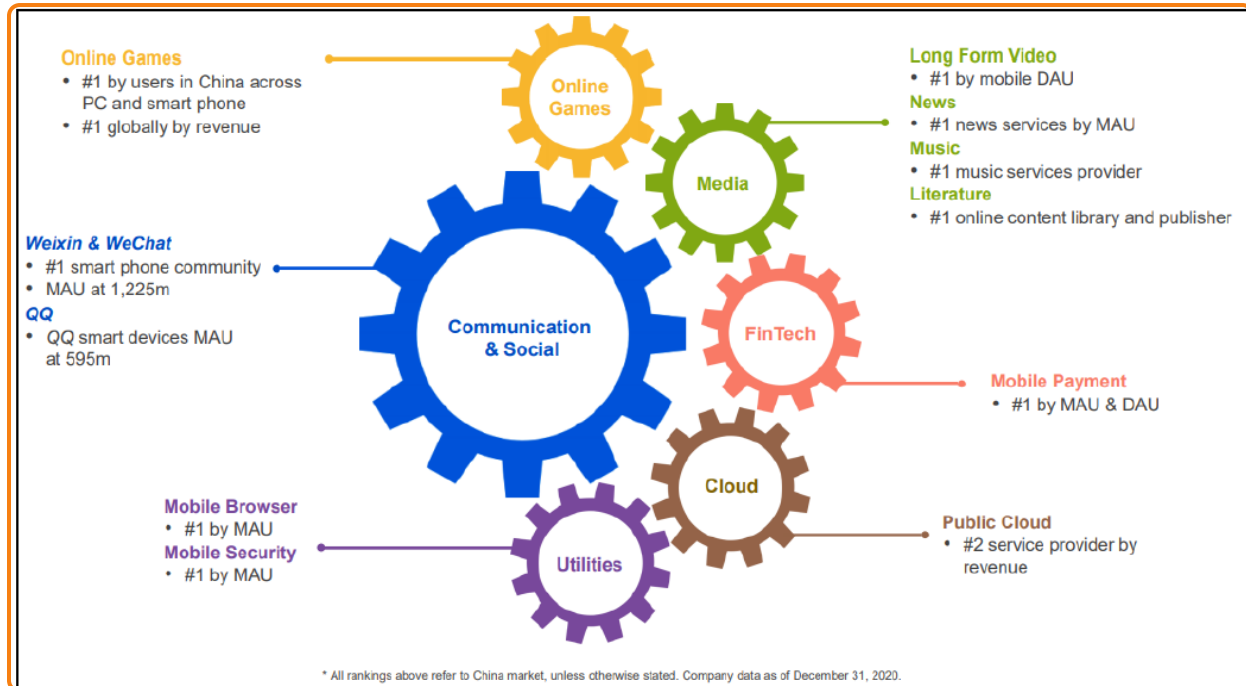 Online Games
• #1 by users in China across
PC and smart phone
• #1 globally by revenue
Online
Games
Long Form Video
• #1 by mobile DAU
News
• #1 news services by MAU
Music
• #1 music services provider
Literature
• #1 online content library and publisher
Media
Weixin & WeChat
• #1 smart phone community
• MAU at 1,225m
QQ
• QQ smart devices MAU
at 595m
Communication
& Social
FinTech
Mobile Payment
• #1 by MAU & DAU
Cloud
Public Cloud
• #2 service provider by
revenue
Mobile Browser
• #1 by MAU
Mobile Security
• #1 by MAU
Utilities
* All rankings above refer to China market, unless otherwise stated. Company data as of December 31, 2020.